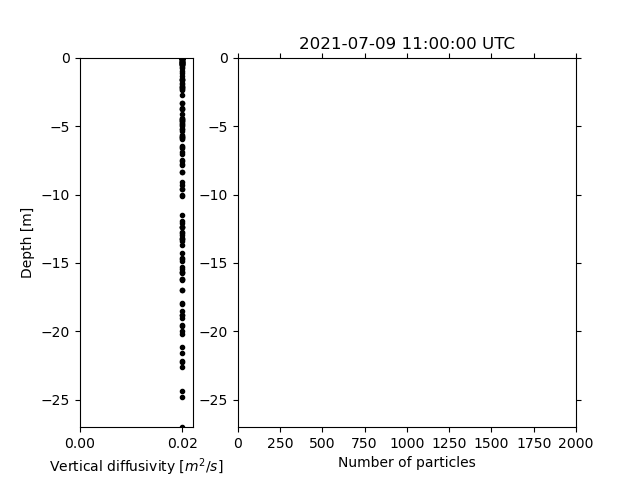 2021-07-09 11:00:00 UTC
0
−5
−10
−15
−20
−25
Depth [m]
0.00 0.02
Vertical diffusivity [m²/s]
0
−5
−10
−15
−20
−25
0 250 500 750 1000 1250 1500 1750 2000
Number of particles